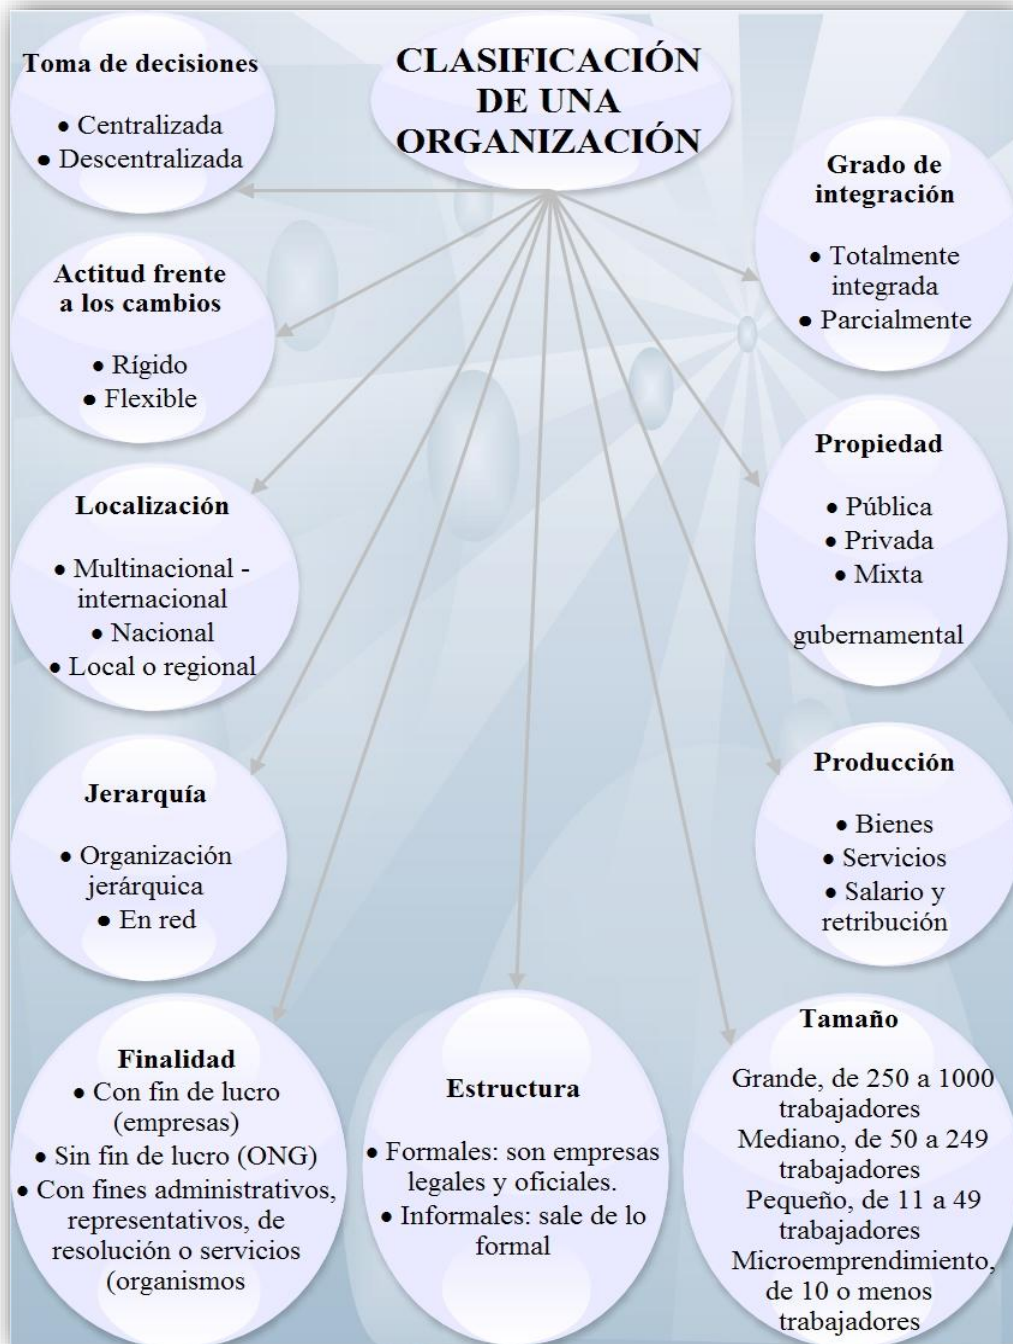 CLASIFICACIÓN
DE UNA
ORGANIZACIÓN
Toma de decisiones
● Centralizada
● Descentralizada
Actitud frente
a los cambios
● Rígido
● Flexible
Localización
● Multinacional -
internacional
● Nacional
● Local o regional
Jerarquía
● Organización
jerárquica
● En red
Finalidad
● Con fin de lucro
(empresas)
● Sin fin de lucro (ONG)
● Con fines administrativos,
representativos, de
resolución o servicios
(organismos
Estructura
● Formales: son empresas
legales y oficiales.
● Informales: sale de lo
formal
Tamaño
Grande, de 250 a 1000
trabajadores
Mediano, de 50 a 249
trabajadores
Pequeño, de 11 a 49
trabajadores
Microemprendimiento,
de 10 o menos
trabajadores
Producción
● Bienes
● Servicios
● Salario y
retribución
Propiedad
● Pública
● Privada
● Mixta
gubernamental
Grado de
integración
● Totalmente
integrada
● Parcialmente